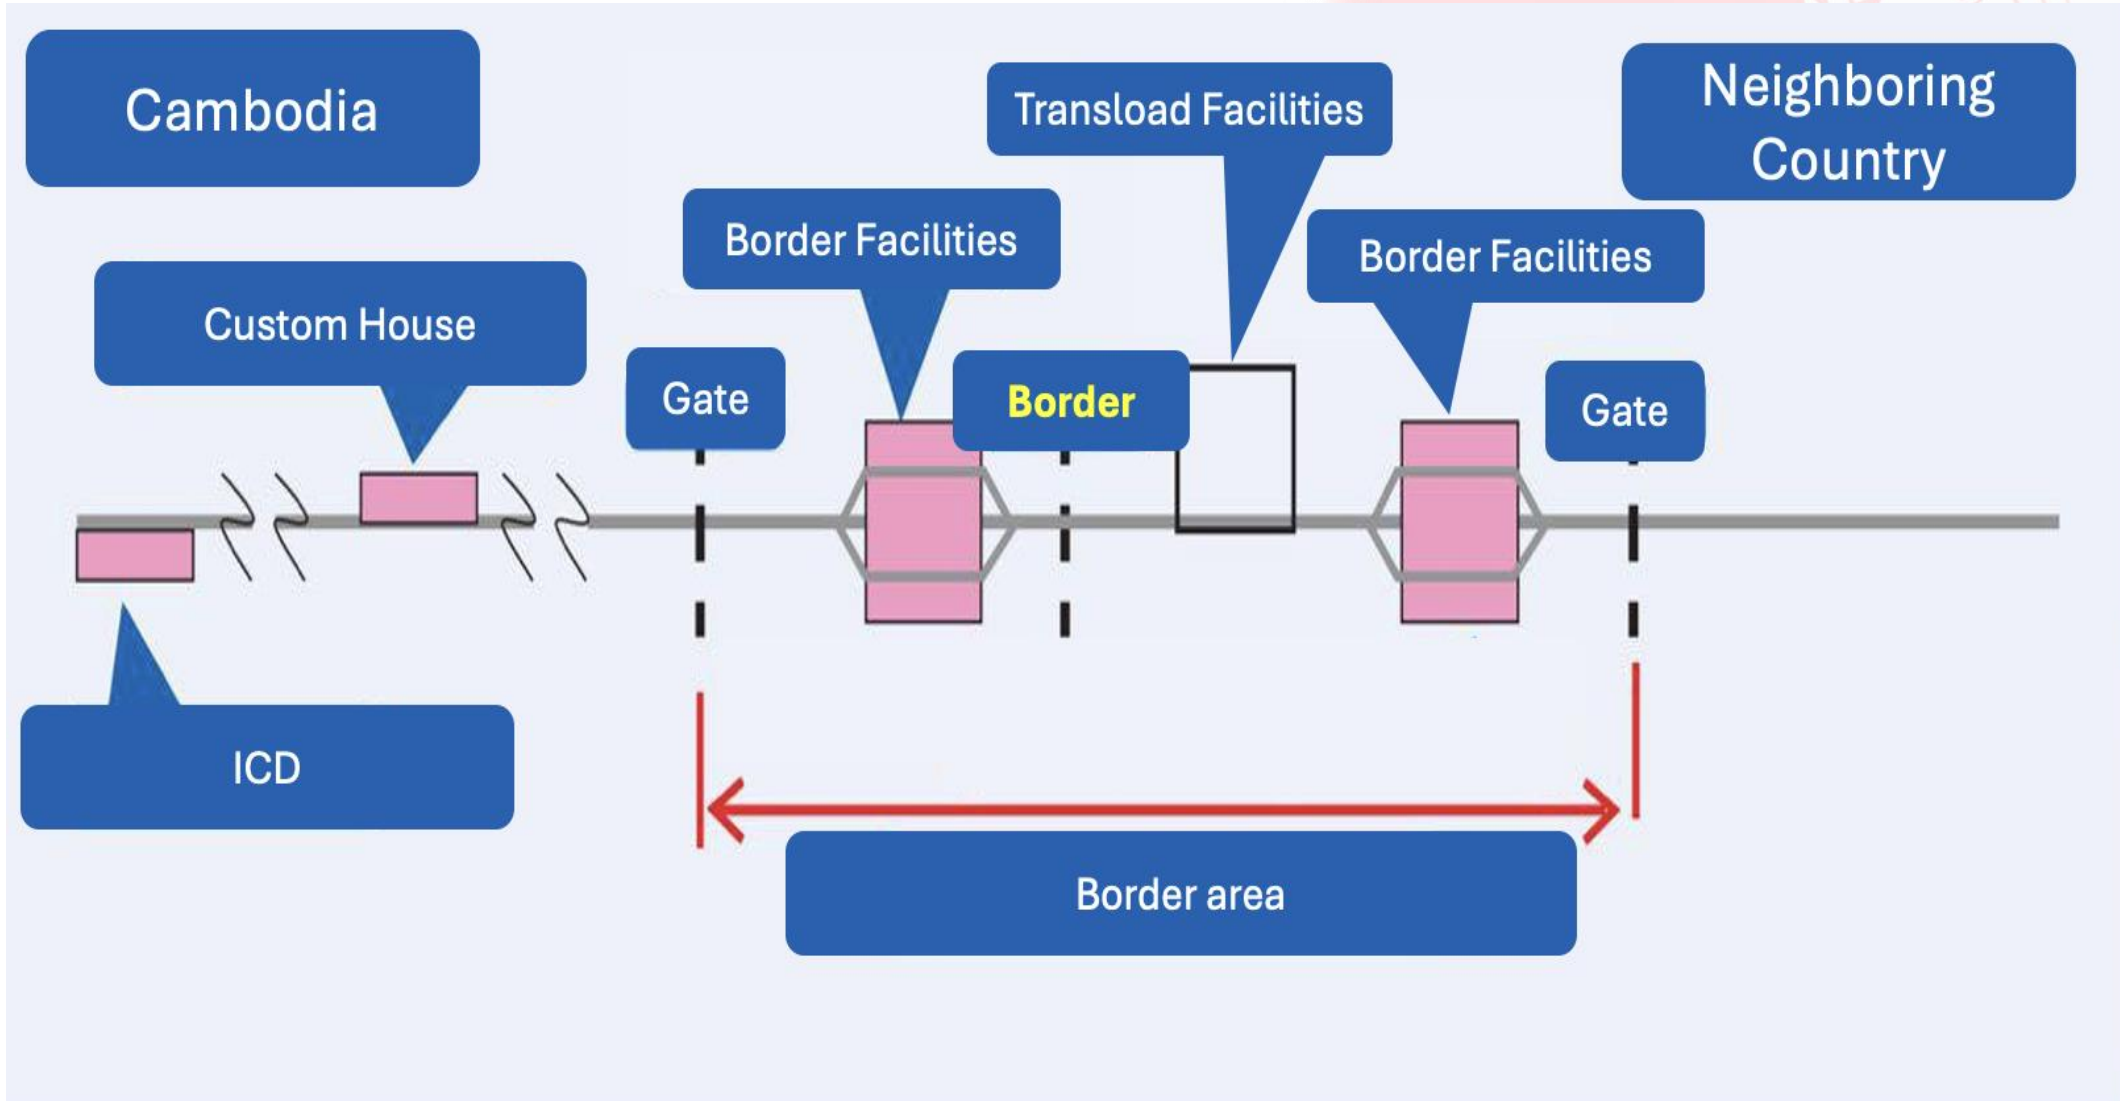 Cambodia
Transload Facilities
Neighboring
Country
Border Facilities
Border Facilities
Custom House
Gate
Border
Gate
ICD
Border area